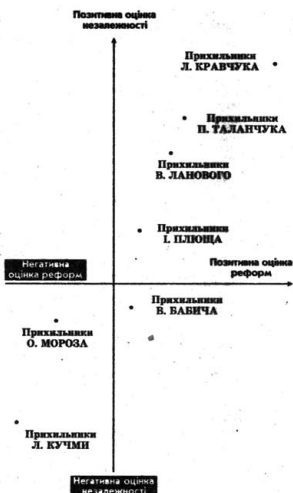 Позитивна оцінка
незалежності
Прихильники
Л. КРАВЧУКА
Прихильники
П. ТАЛАНЧУКА
Прихильники
В. ЛАНОВОГО
Прихильники
І. ПЛЮЩА
Негативна
оцінка реформ
Позитивна оцінка
реформ
Прихильники
В. БАБИЧА
Прихильники
О. МОРОЗА
Прихильники
Л. КУЧМИ
Негативна оцінка
незалежності